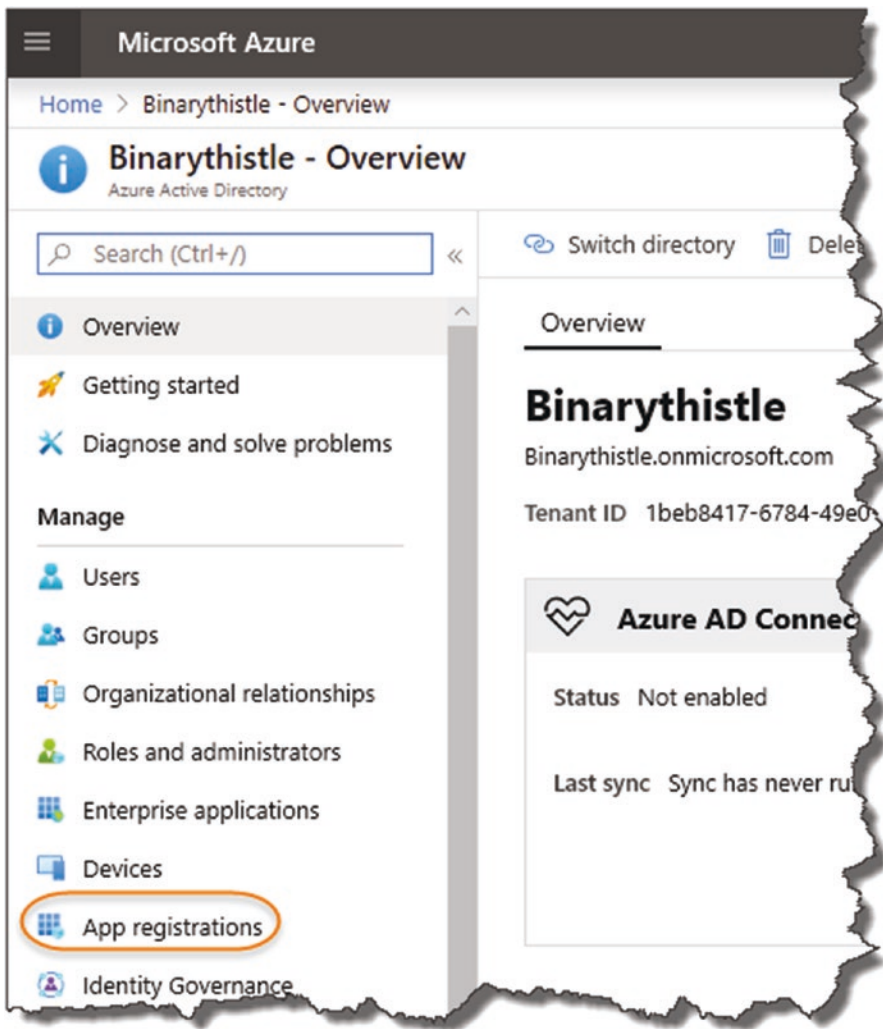 Microsoft Azure
Home > Binarythistle - Overview
Binarythistle - Overview
Azure Active Directory
Search (Ctrl+/)
«
Overview
Getting started
Diagnose and solve problems
Manage
Users
Groups
Organizational relationships
Roles and administrators
Enterprise applications
Devices
App registrations
Identity Governance
Switch directory
Delet
Overview
Binarythistle
Binarythistle.onmicrosoft.com
Tenant ID 1beb8417-6784-49e0-
Azure AD Connec
Status Not enabled
Last sync Sync has never ru